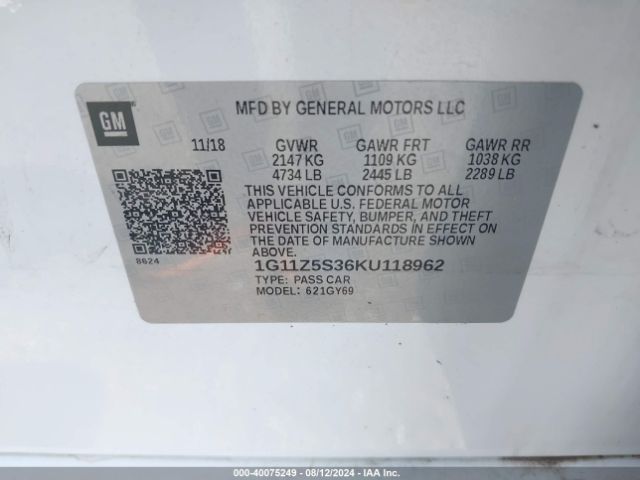 GM
MFD BY GENERAL MOTORS LLC
11/18 GVWR GAWR FRT GAWR RR
2147 KG 1109 KG 1038 KG
4734 LB 2445 LB 2289 LB
THIS VEHICLE CONFORMS TO ALL
APPLICABLE U.S. FEDERAL MOTOR
VEHICLE SAFETY, BUMPER, AND THEFT
PREVENTION STANDARDS IN EFFECT ON
THE DATE OF MANUFACTURE SHOWN
ABOVE.
8624
1G11Z5S36KU118962
TYPE: PASS CAR
MODEL: 621GY69
000-40075249 - 08/12/2024 - IAAI.COM